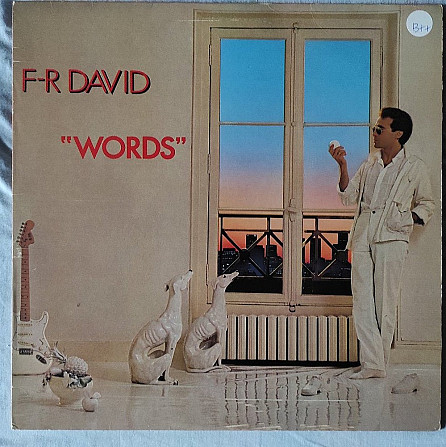 B++
F-R DAVID
"WORDS"